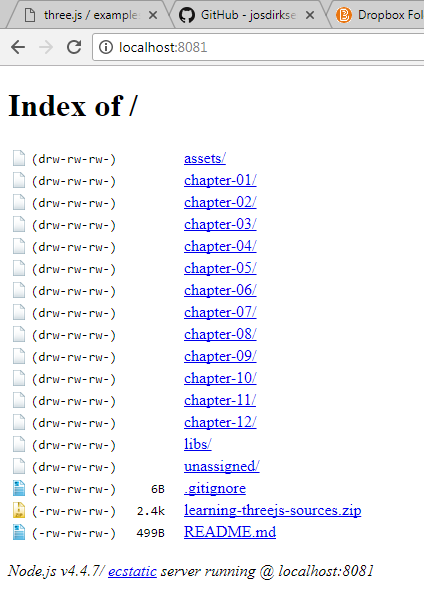 three.js / example
GitHub - josdirkse
Dropbox Fol
localhost:8081
Index of /
(drw-rw-rw-) assets/
(drw-rw-rw-) chapter-01/
(drw-rw-rw-) chapter-02/
(drw-rw-rw-) chapter-03/
(drw-rw-rw-) chapter-04/
(drw-rw-rw-) chapter-05/
(drw-rw-rw-) chapter-06/
(drw-rw-rw-) chapter-07/
(drw-rw-rw-) chapter-08/
(drw-rw-rw-) chapter-09/
(drw-rw-rw-) chapter-10/
(drw-rw-rw-) chapter-11/
(drw-rw-rw-) chapter-12/
(drw-rw-rw-) libs/
(drw-rw-rw-) unassigned/
(-rw-rw-rw-) 6B .gitignore
(-rw-rw-rw-) 2.4k learning-threejs-sources.zip
(-rw-rw-rw-) 499B README.md
Node.js v4.4.7/ ecstatic server running @ localhost:8081